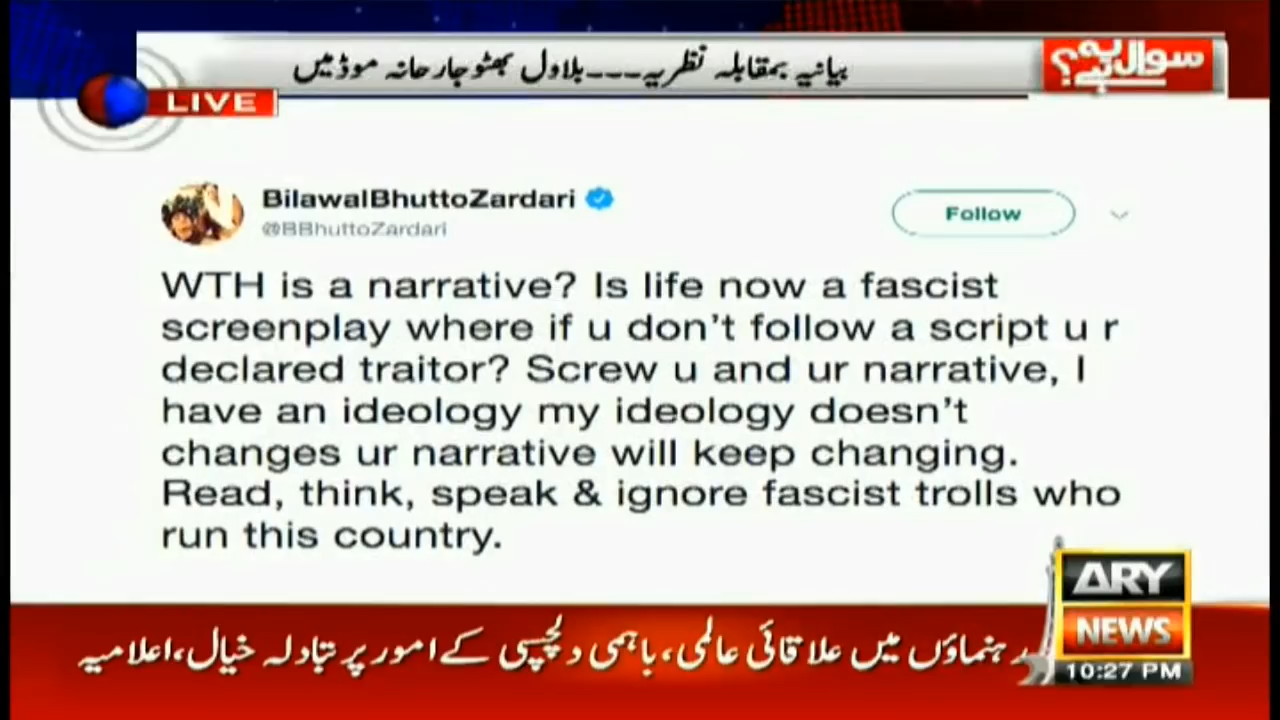 بیانیہ بمقابلہ نظریہ۔۔۔بلاول بھٹو جارحانہ موڈ میں
سوال یہ ہے؟
LIVE
BilawalBhuttoZardari
@BBhuttoZardari
Follow
WTH is a narrative? Is life now a fascist
screenplay where if u don't follow a script u r
declared traitor? Screw u and ur narrative, I
have an ideology my ideology doesn't
changes ur narrative will keep changing.
Read, think, speak & ignore fascist trolls who
run this country.
ARY
NEWS
10:27 PM
رہنماؤں میں علاقائی عالمی، باہمی دلچسپی کے امور پر تبادلہ خیال،اعلامیہ